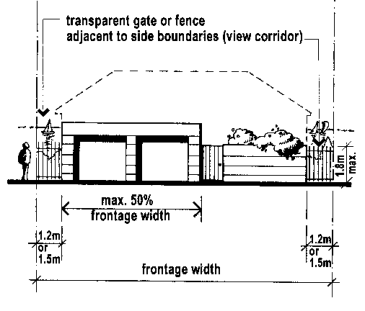 transparent gate or fence
adjacent to side boundaries (view corridor)
1.8m
max.
max. 50%
frontage width
1.2m
or
1.5m
1.2m
or
1.5m
frontage width